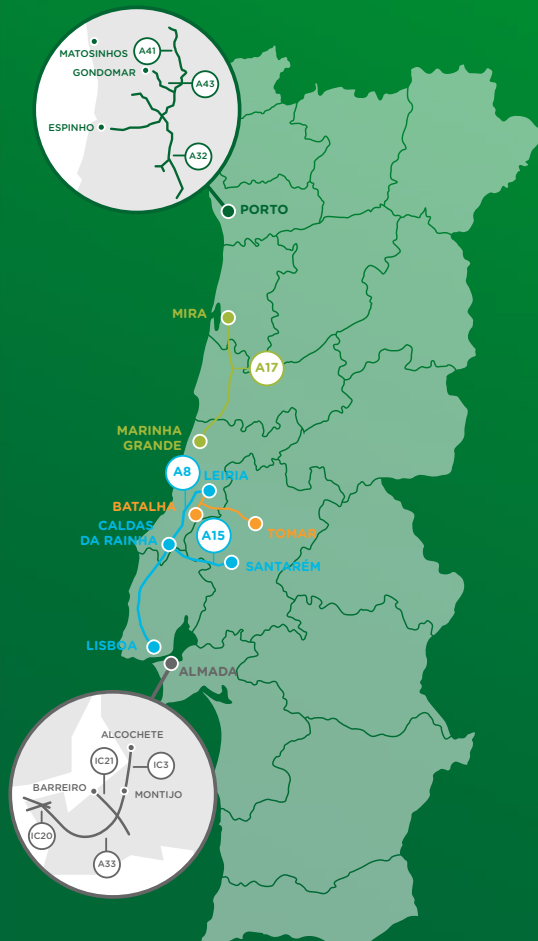 MATOSINHOS
A41
GONDOMAR
A43
ESPINHO
A32
PORTO
MIRA
A17
MARINHA
GRANDE
A8
LEIRIA
BATALHA
CALDAS
DA RAINHA
A15
TOMAR
SANTARÉM
LISBOA
ALMADA
ALCOCHETE
IC21
IC3
BARREIRO
MONTIJO
IC20
A33